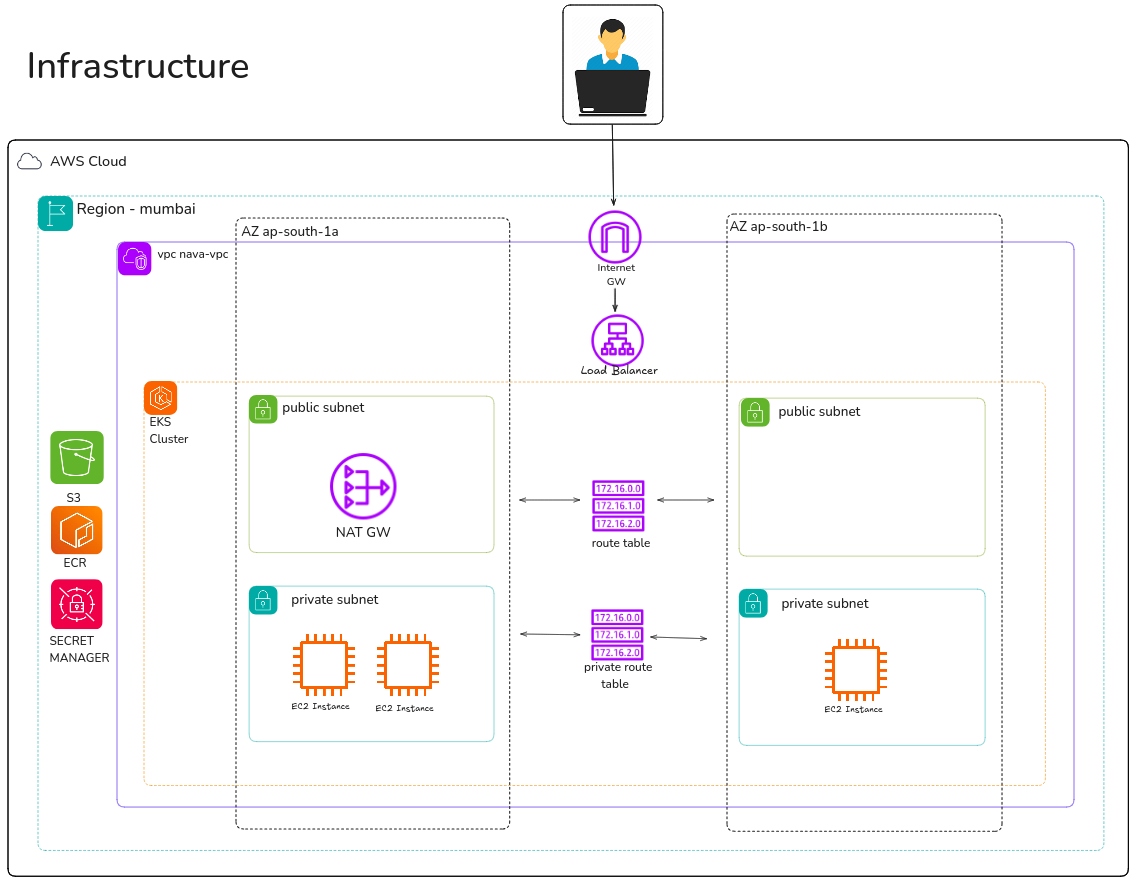 Infrastructure
AWS Cloud
Region - mumbai
AZ ap-south-1a
AZ ap-south-1b
vpc nava-vpc
Internet
GW
Load Balancer
EKS
Cluster
public subnet
public subnet
NAT GW
172.16.0.0
172.16.1.0
172.16.2.0
route table
S3
ECR
SECRET
MANAGER
private subnet
private subnet
172.16.0.0
172.16.1.0
172.16.2.0
private route
table
EC2 Instance
EC2 Instance
EC2 Instance